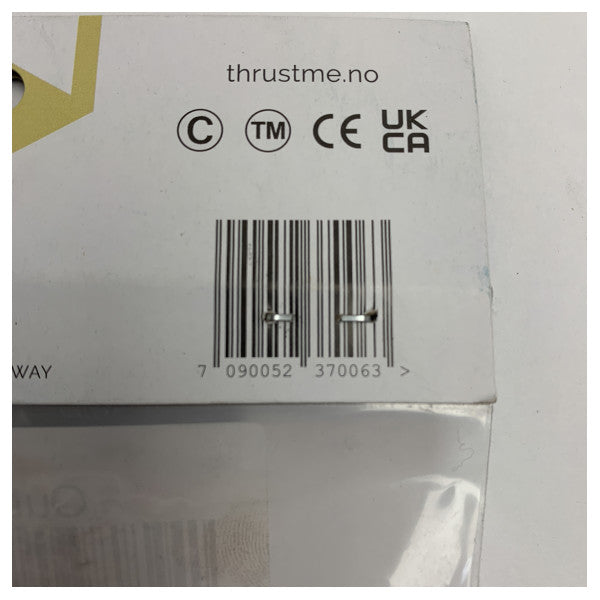 thrustme.no
© TM CE UK
CA
WAY
7 090052 370063 >